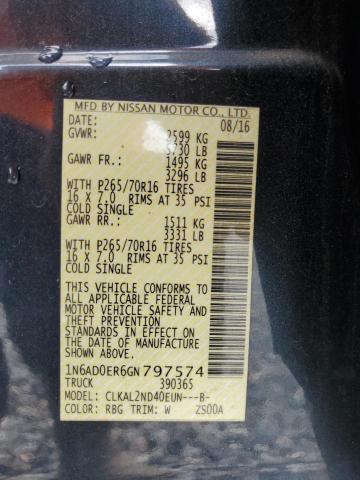 MFD BY NISSAN MOTOR CO., LTD.
DATE: 08/16
GVWR: 2599 KG
5730 LB
GAWR FR.: 1495 KG
3296 LB
WITH P265/70R16 TIRES
16 X 7.0 RIMS AT 35 PSI
COLD SINGLE
GAWR RR.: 1511 KG
3331 LB
WITH P265/70R16 TIRES
16 X 7.0 RIMS AT 35 PSI
COLD SINGLE
THIS VEHICLE CONFORMS TO
ALL APPLICABLE FEDERAL
MOTOR VEHICLE SAFETY AND
THEFT PREVENTION
STANDARDS IN EFFECT ON
THE DATE OF MANUFACTURE
SHOWN ABOVE.
1N6AD0ER6GN797574
TRUCK 390365
MODEL: CLKAL2ND40EUN---B-
COLOR: RBG TRIM: W ZS00A